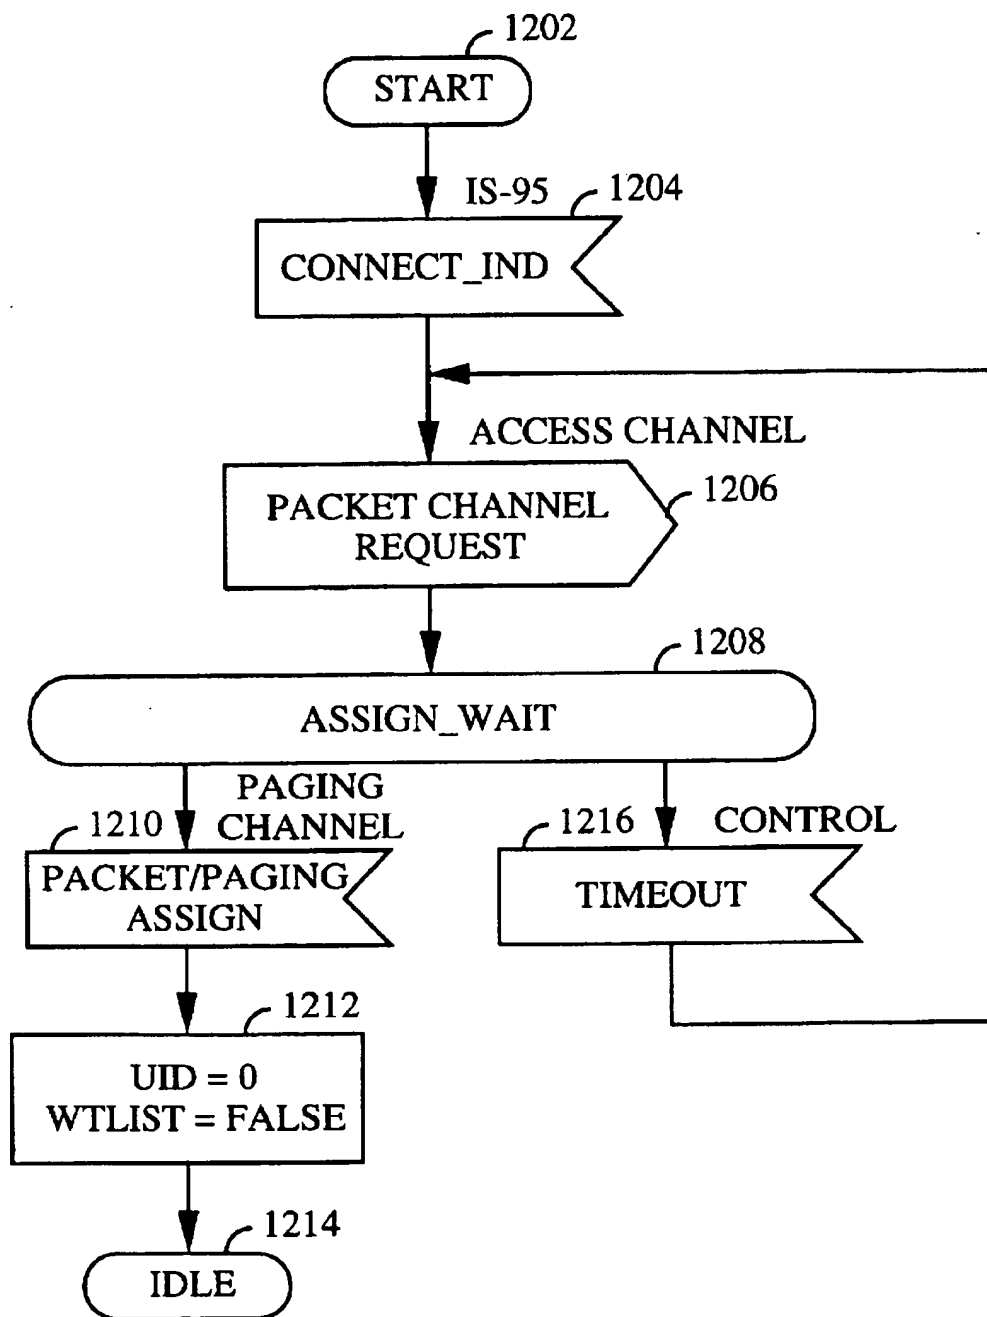 1202
START
IS-95
1204
CONNECT_IND
ACCESS CHANNEL
PACKET CHANNEL
REQUEST
1206
1208
ASSIGN_WAIT
PAGING
CHANNEL
1210
PACKET/PAGING
ASSIGN
1216
CONTROL
TIMEOUT
1212
UID = 0
WTLIST = FALSE
1214
IDLE